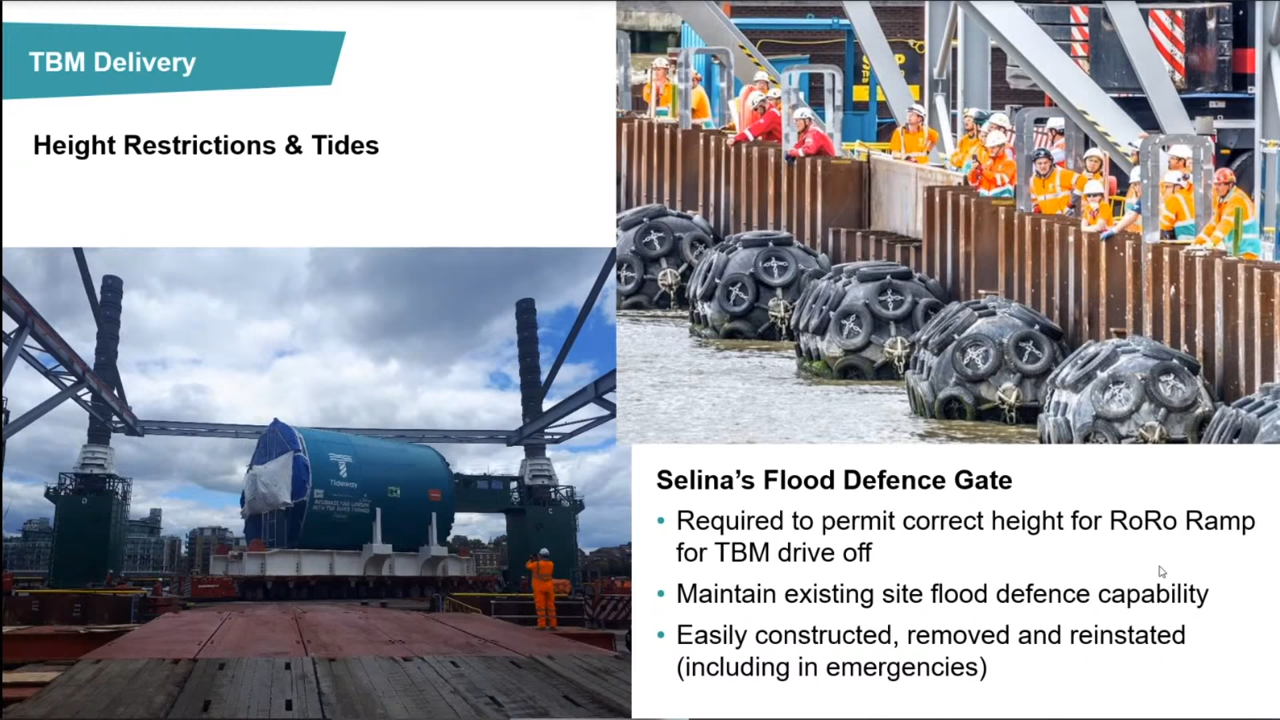 TBM Delivery
Height Restrictions & Tides
Tideway
Selina's Flood Defence Gate
• Required to permit correct height for RoRo Ramp
for TBM drive off
• Maintain existing site flood defence capability
• Easily constructed, removed and reinstated
(including in emergencies)